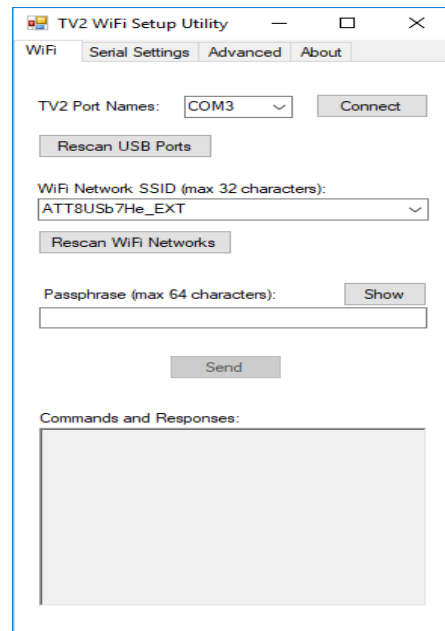 TV2 WiFi Setup Utility
WiFi Serial Settings Advanced About
TV2 Port Names: COM3 Connect
Rescan USB Ports
WiFi Network SSID (max 32 characters):
ATT8USb7He_EXT
Rescan WiFi Networks
Passphrase (max 64 characters): Show
Send
Commands and Responses: